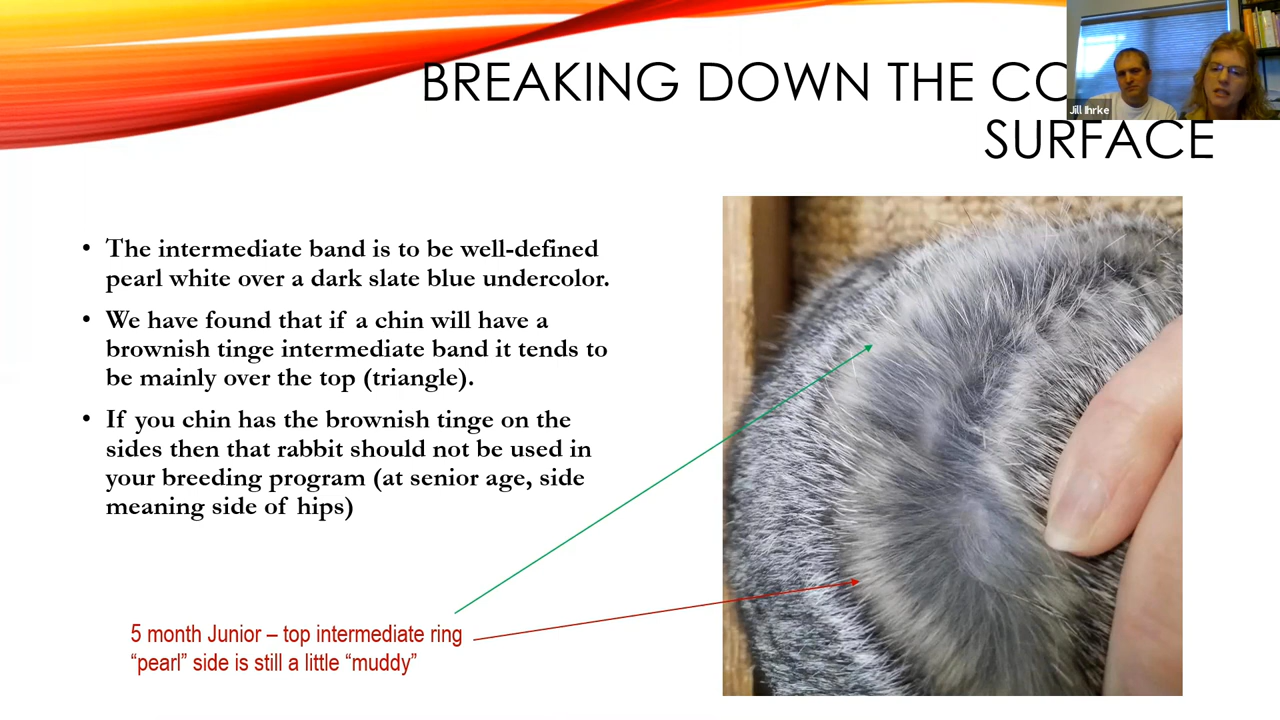 BREAKING DOWN THE
SURFACE
Jill Ihrke
• The intermediate band is to be well-defined
pearl white over a dark slate blue undercolor.
• We have found that if a chin will have a
brownish tinge intermediate band it tends to
be mainly over the top (triangle).
• If you chin has the brownish tinge on the
sides then that rabbit should not be used in
your breeding program (at senior age, side
meaning side of hips)
5 month Junior – top intermediate ring
“pearl” side is still a little “muddy”